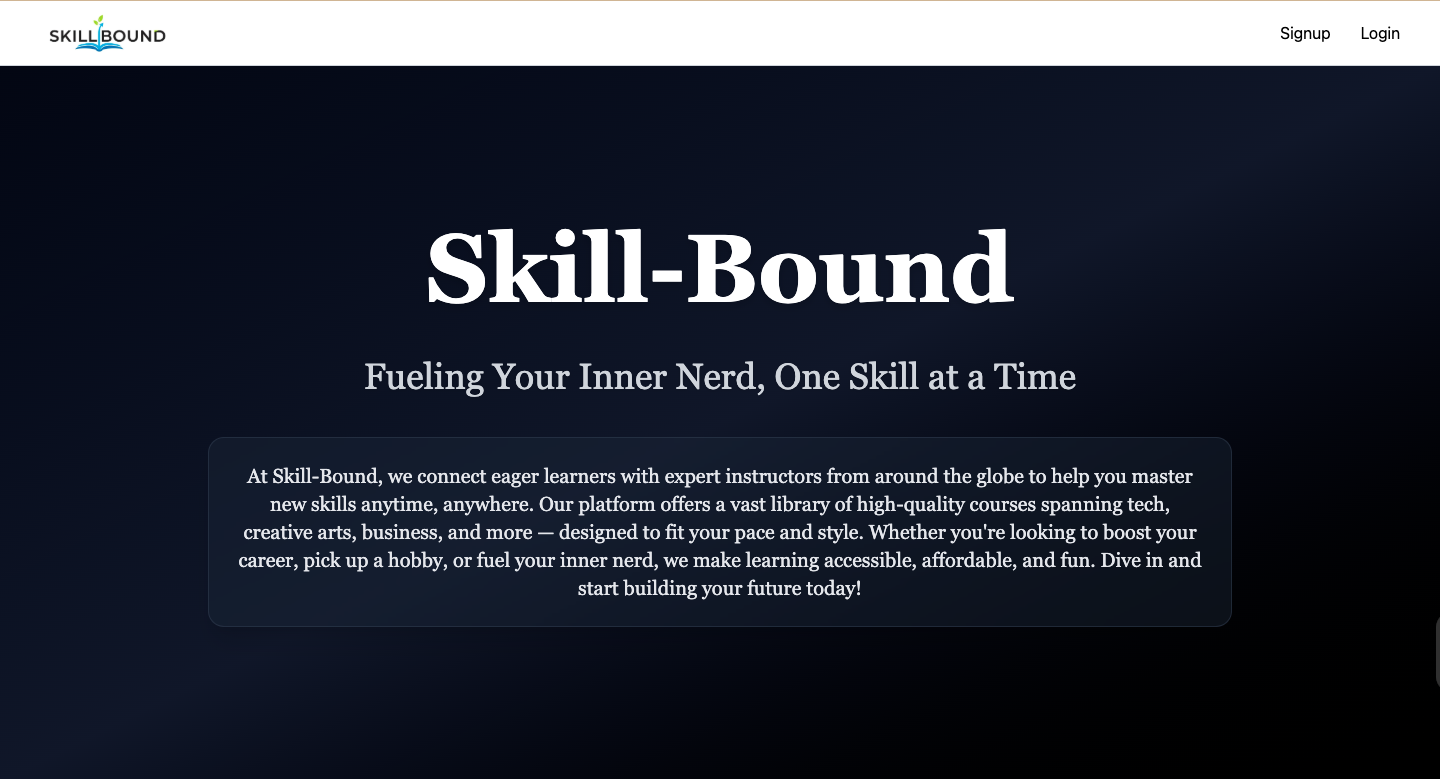 SKILLBOUND
Signup
Login
Skill-Bound
Fueling Your Inner Nerd, One Skill at a Time
At Skill-Bound, we connect eager learners with expert instructors from around the globe to help you master
new skills anytime, anywhere. Our platform offers a vast library of high-quality courses spanning tech,
creative arts, business, and more — designed to fit your pace and style. Whether you're looking to boost your
career, pick up a hobby, or fuel your inner nerd, we make learning accessible, affordable, and fun. Dive in and
start building your future today!